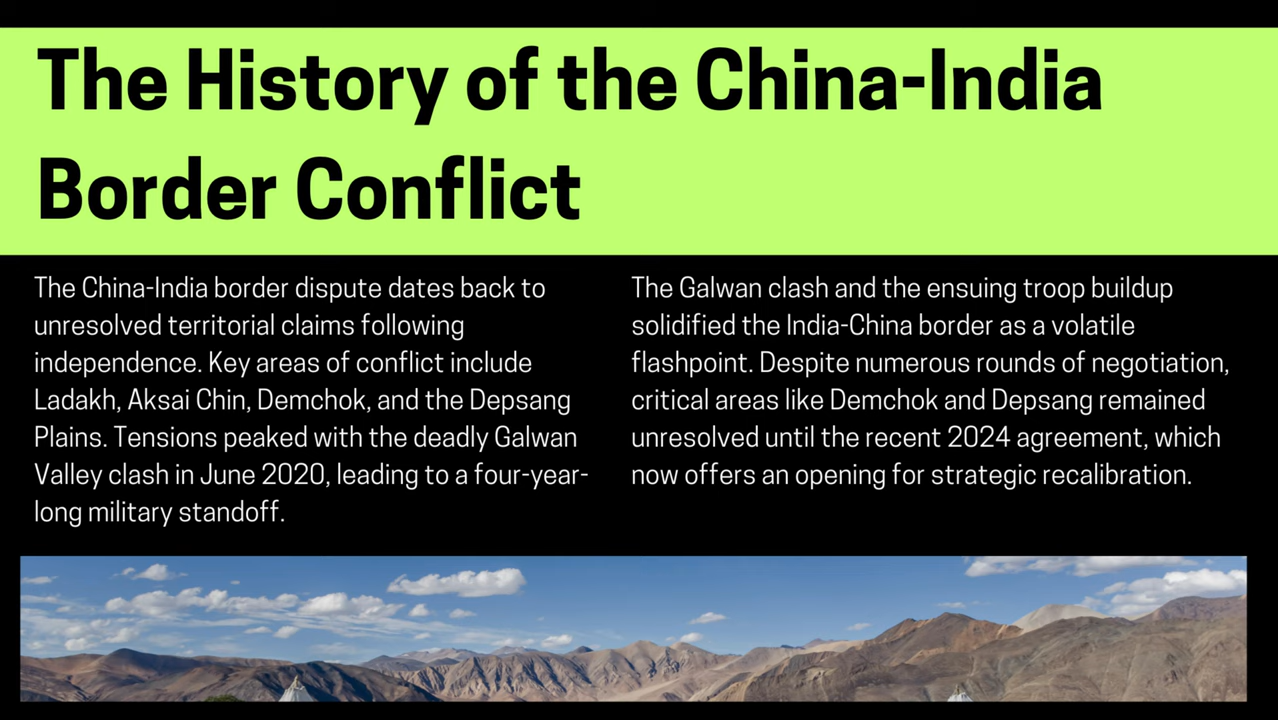 The History of the China-India
Border Conflict
The China-India border dispute dates back to
unresolved territorial claims following
independence. Key areas of conflict include
Ladakh, Aksai Chin, Demchok, and the Depsang
Plains. Tensions peaked with the deadly Galwan
Valley clash in June 2020, leading to a four-year-
long military standoff.
The Galwan clash and the ensuing troop buildup
solidified the India-China border as a volatile
flashpoint. Despite numerous rounds of negotiation,
critical areas like Demchok and Depsang remained
unresolved until the recent 2024 agreement, which
now offers an opening for strategic recalibration.